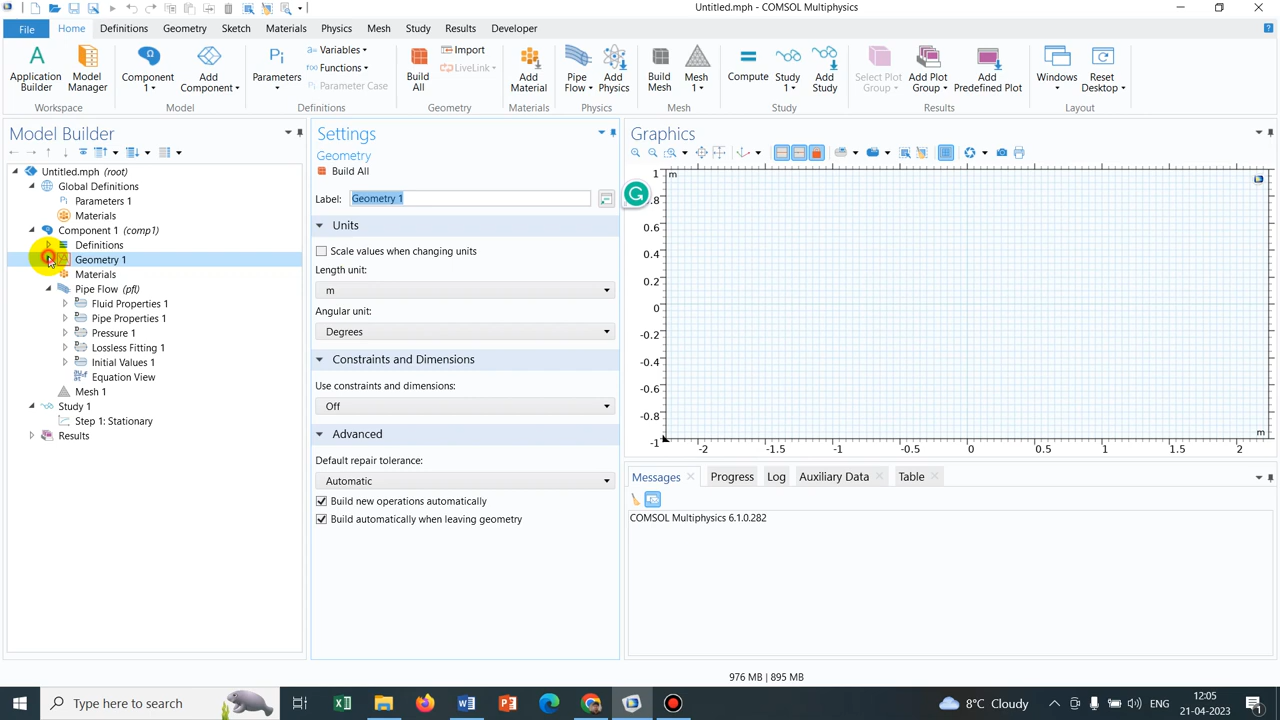 Untitled.mph - COMSOL Multiphysics
File
Home
Definitions
Geometry
Sketch
Materials
Physics
Mesh
Study
Results
Developer
Application Builder
Model Manager
Workspace
Component 1
Add Component
Model
Parameters
a= Variables
f(x) Functions
Pi Parameter Case
Definitions
Build All
Import
LiveLink
Geometry
Add Material
Materials
Pipe Flow
Add Physics
Physics
Build Mesh
Mesh 1
Mesh
Compute
Study 1
Add Study
Study
Select Plot Group
Add Plot Group
Add Predefined Plot
Results
Windows
Reset Desktop
Layout
Model Builder
Untitled.mph (root)
Global Definitions
Pi Parameters 1
Materials
Component 1 (comp1)
Definitions
Geometry 1
Materials
Pipe Flow (pfl)
Fluid Properties 1
Pipe Properties 1
Pressure 1
Lossless Fitting 1
Initial Values 1
Equation View
Mesh 1
Study 1
Step 1: Stationary
Results
Settings
Geometry
Build All
Label: Geometry 1
Units
Scale values when changing units
Length unit:
m
Angular unit:
Degrees
Constraints and Dimensions
Use constraints and dimensions:
Off
Advanced
Default repair tolerance:
Automatic
Build new operations automatically
Build automatically when leaving geometry
Graphics
m
1
0.8
0.6
0.4
0.2
0
-0.2
-0.4
-0.6
-0.8
-1
m
-2
-1.5
-1
-0.5
0
0.5
1
1.5
2
Messages
Progress
Log
Auxiliary Data
Table
COMSOL Multiphysics 6.1.0.282
976 MB | 895 MB
Type here to search
8°C Cloudy
ENG
12:05
21-04-2023